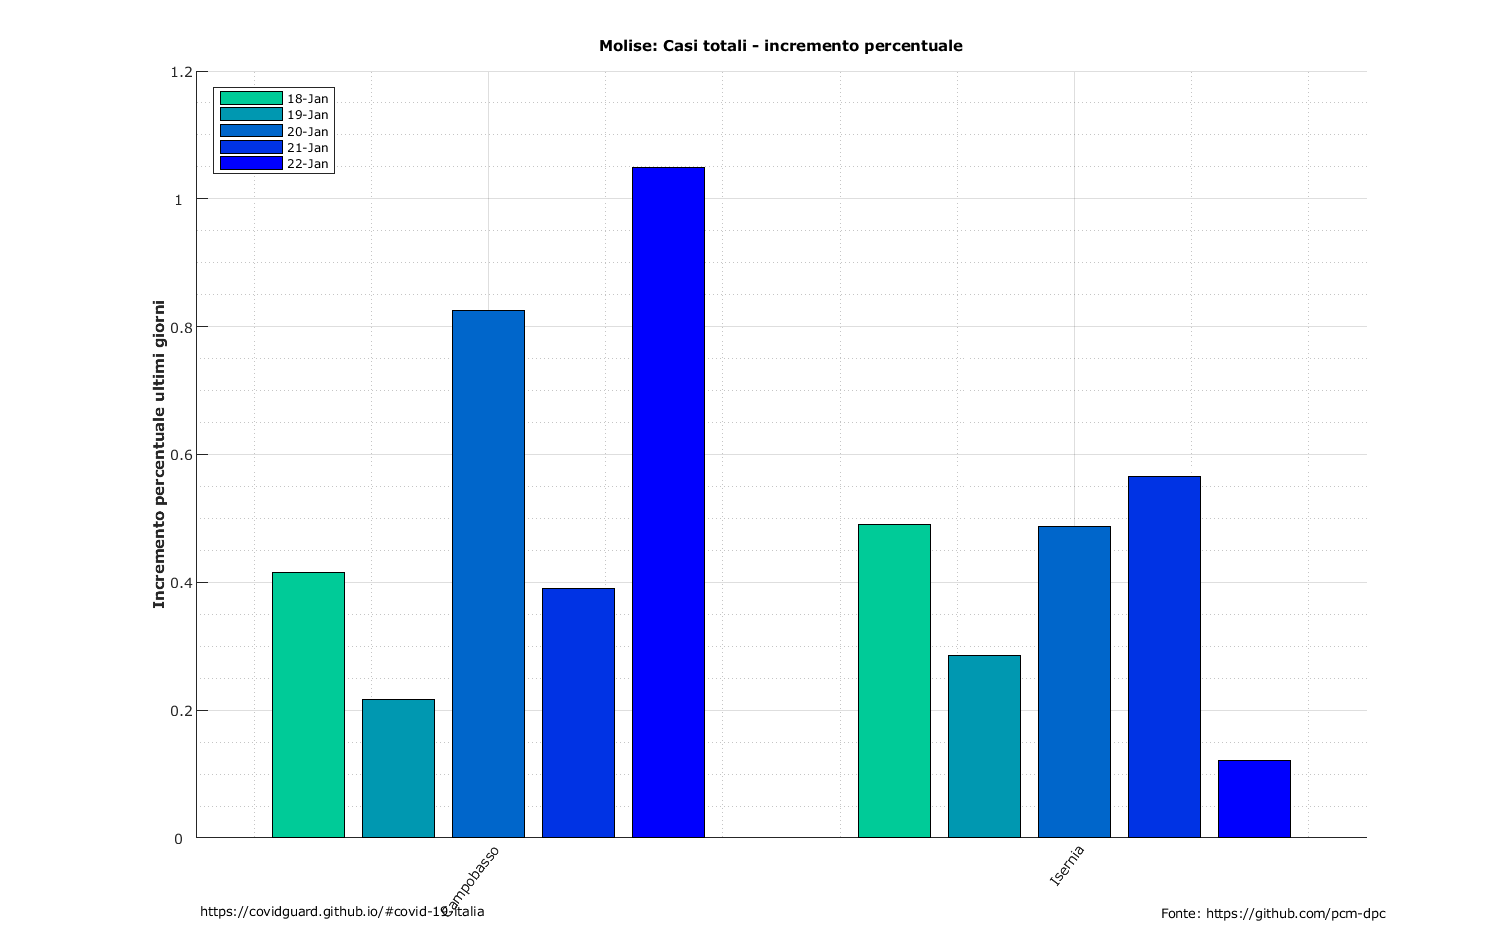 Molise: Casi totali - incremento percentuale
Incremento percentuale ultimi giorni
1.2
1
0.8
0.6
0.4
0.2
0
18-Jan
19-Jan
20-Jan
21-Jan
22-Jan
Campobasso
Isernia
https://covidguard.github.io/#covid-19-italia
Fonte: https://github.com/pcm-dpc